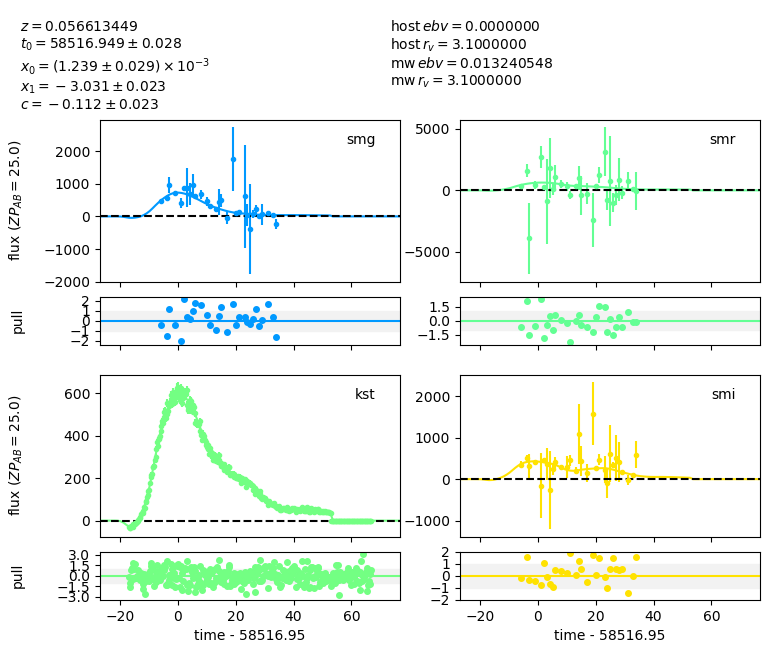 z = 0.056613449
t₀ = 58516.949 ± 0.028
x₀ = (1.239 ± 0.029) × 10⁻³
x₁ = −3.031 ± 0.023
c = −0.112 ± 0.023
host ebv = 0.0000000
host r_v = 3.1000000
mw ebv = 0.013240548
mw r_v = 3.1000000
flux (ZP_AB = 25.0)
2000
1000
0
−1000
−2000
smg
5000
0
−5000
smr
pull
2
1
0
−1
−2
1.5
0.0
−1.5
flux (ZP_AB = 25.0)
600
400
200
0
kst
2000
1000
0
−1000
smi
pull
3.0
1.5
0.0
−1.5
−3.0
2
1
0
−1
−2
−20 0 20 40 60
−20 0 20 40 60
time - 58516.95
time - 58516.95